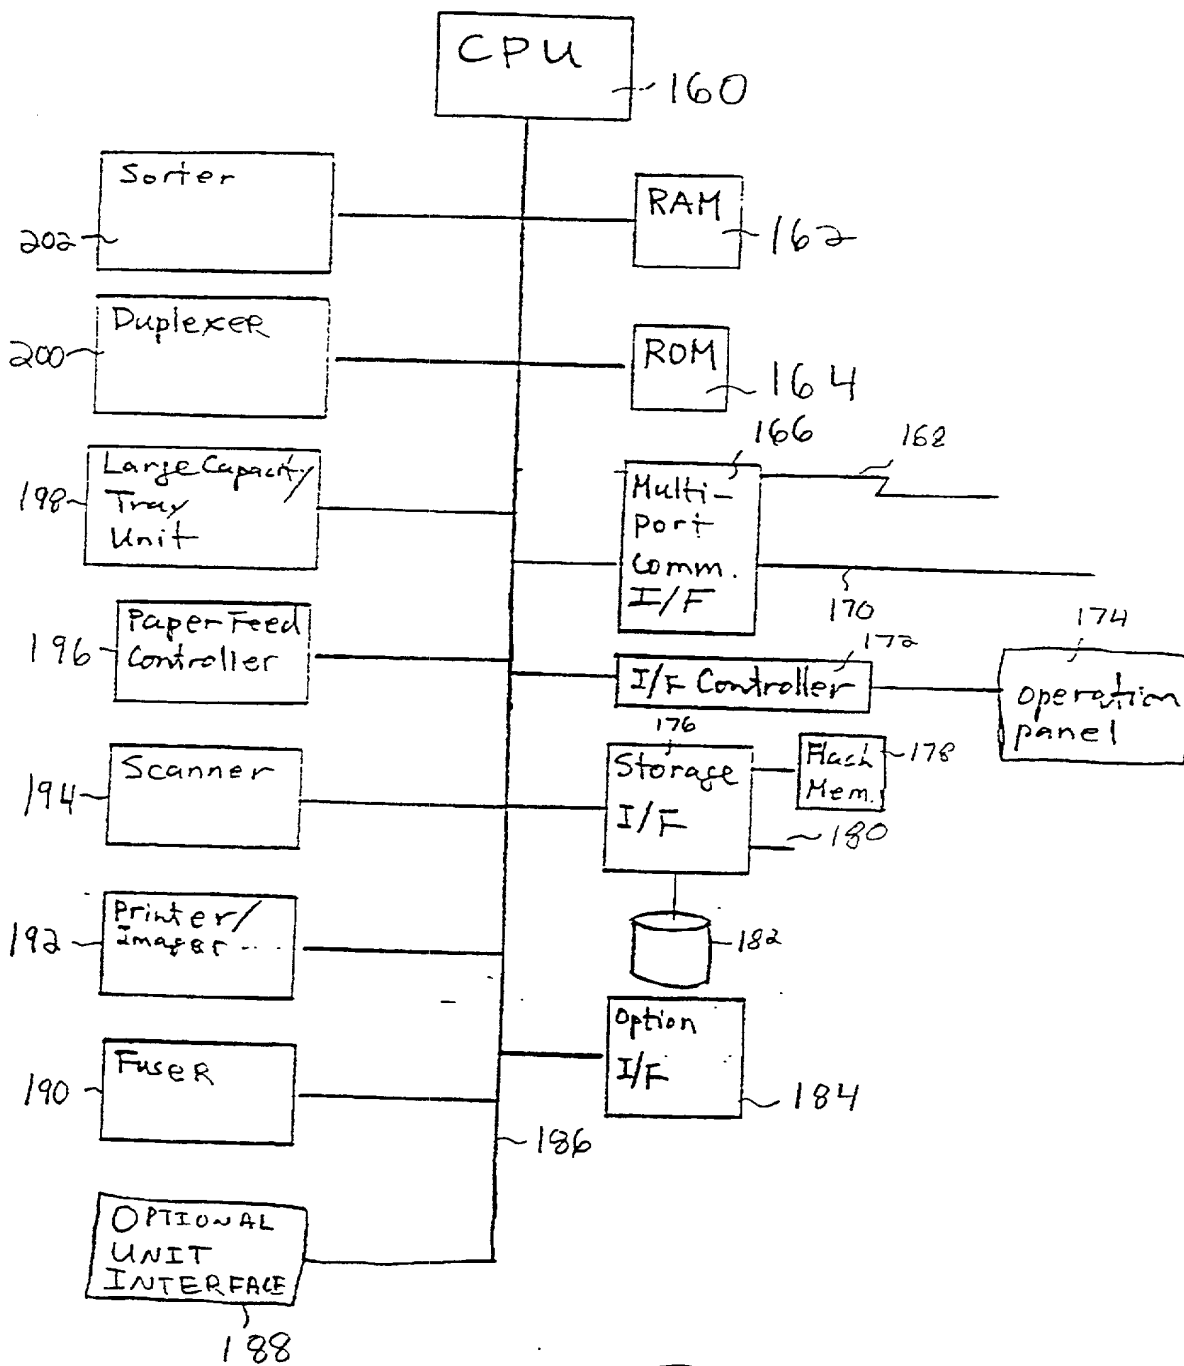 CPU
160
Sorter
202
RAM
162
Duplexer
200
ROM
164
166
168
Large Capacity
Tray
Unit
198
Multi-
port
Comm.
I/F
170
Paper Feed
Controller
196
172
I/F Controller
174
operation
panel
176
Scanner
194
Storage
I/F
Flash
Mem.
178
180
182
Printer/
Imager
192
Option
I/F
184
Fuser
190
186
OPTIONAL
UNIT
INTERFACE
188